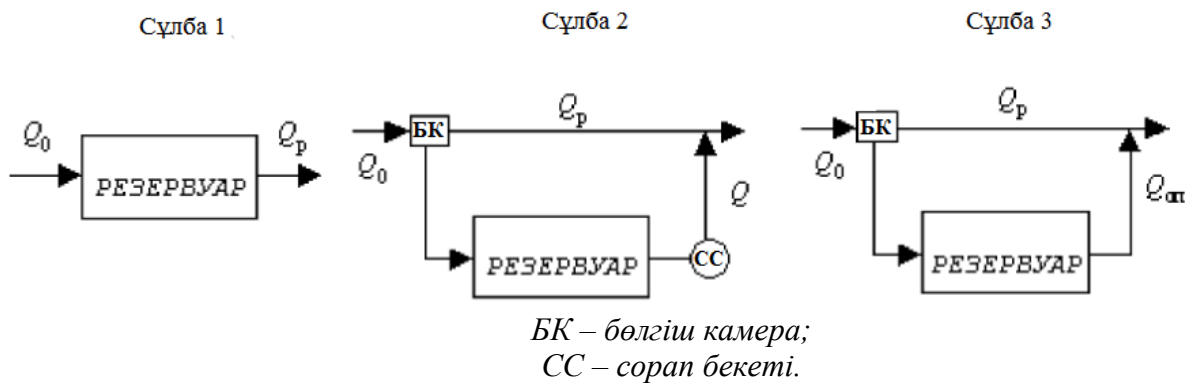 Сұлба 1
Сұлба 2
Сұлба 3
Q₀
Qₚ
РЕЗЕРВУАР
БК
Qₚ
Q₀
Q
РЕЗЕРВУАР
СС
БК
Qₚ
Q₀
Qоп
РЕЗЕРВУАР
БК – бөлгіш камера;
СС – сорап бекеті.